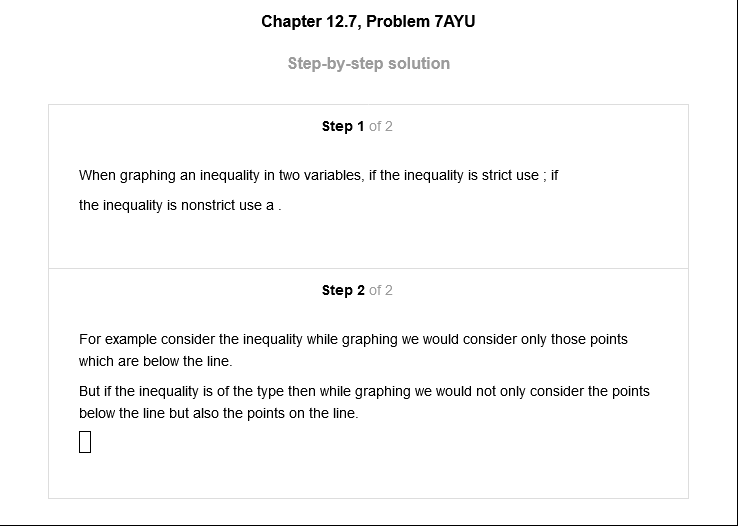 Chapter 12.7, Problem 7AYU
Step-by-step solution
Step 1 of 2
When graphing an inequality in two variables, if the inequality is strict use ; if
the inequality is nonstrict use a .
Step 2 of 2
For example consider the inequality while graphing we would consider only those points
which are below the line.
But if the inequality is of the type then while graphing we would not only consider the points
below the line but also the points on the line.